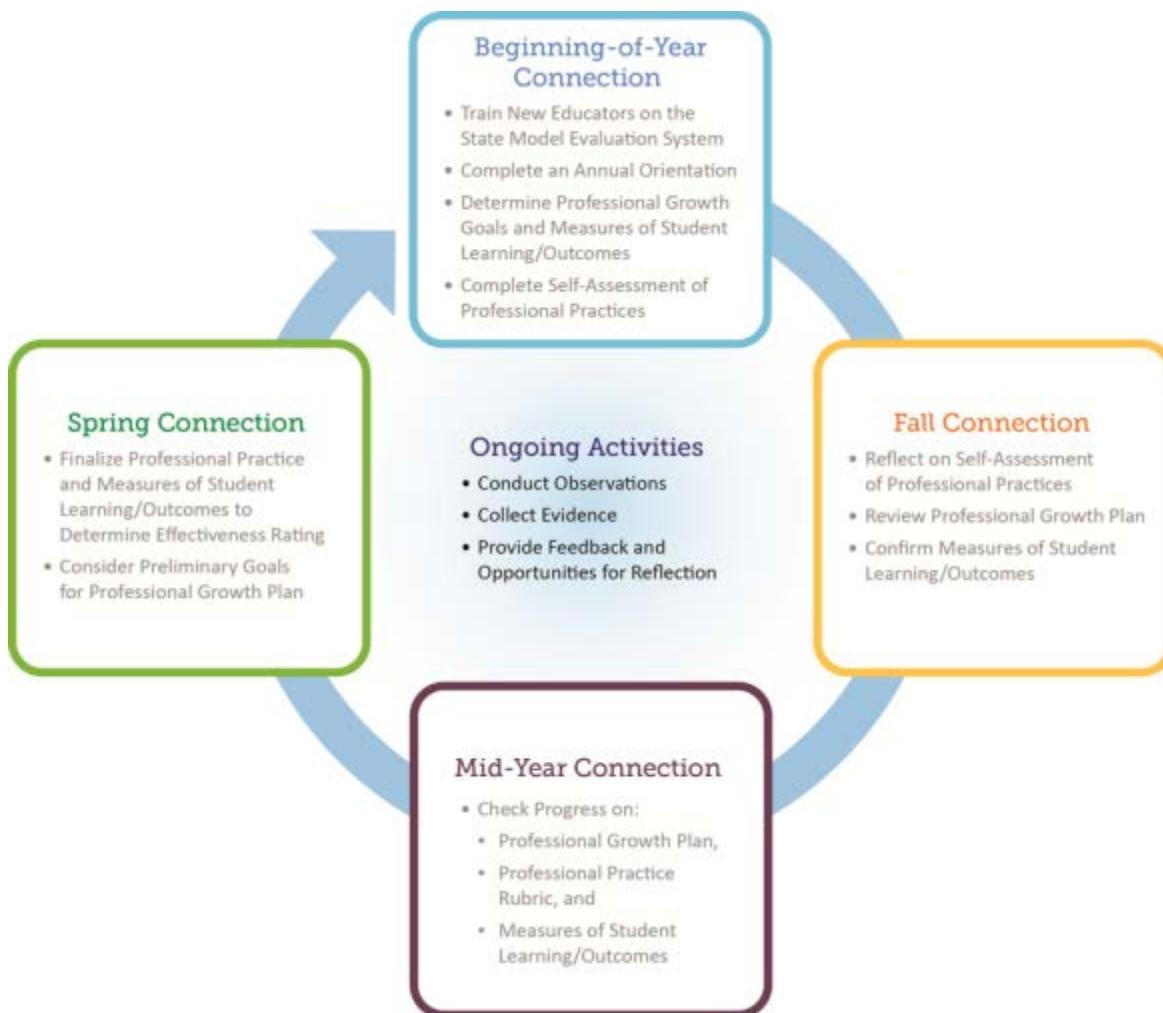 Beginning-of-Year
Connection
• Train New Educators on the
State Model Evaluation System
• Complete an Annual Orientation
• Determine Professional Growth
Goals and Measures of Student
Learning/Outcomes
• Complete Self-Assessment of
Professional Practices
Fall Connection
• Reflect on Self-Assessment
of Professional Practices
• Review Professional Growth Plan
• Confirm Measures of Student
Learning/Outcomes
Mid-Year Connection
• Check Progress on:
• Professional Growth Plan,
• Professional Practice
Rubric, and
• Measures of Student
Learning/Outcomes
Spring Connection
• Finalize Professional Practice
and Measures of Student
Learning/Outcomes to
Determine Effectiveness Rating
• Consider Preliminary Goals
for Professional Growth Plan
Ongoing Activities
• Conduct Observations
• Collect Evidence
• Provide Feedback and
Opportunities for Reflection